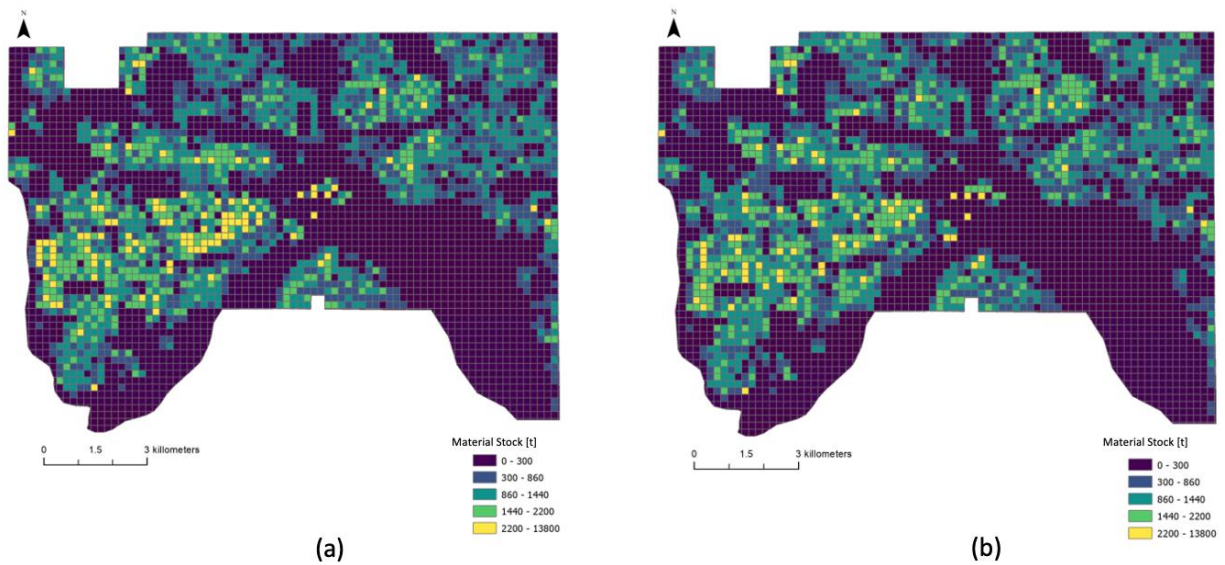 N
0 1.5 3 kilometers
Material Stock [t]
0 - 300
300 - 860
860 - 1440
1440 - 2200
2200 - 13800
(a)
N
0 1.5 3 kilometers
Material Stock [t]
0 - 300
300 - 860
860 - 1440
1440 - 2200
2200 - 13800
(b)